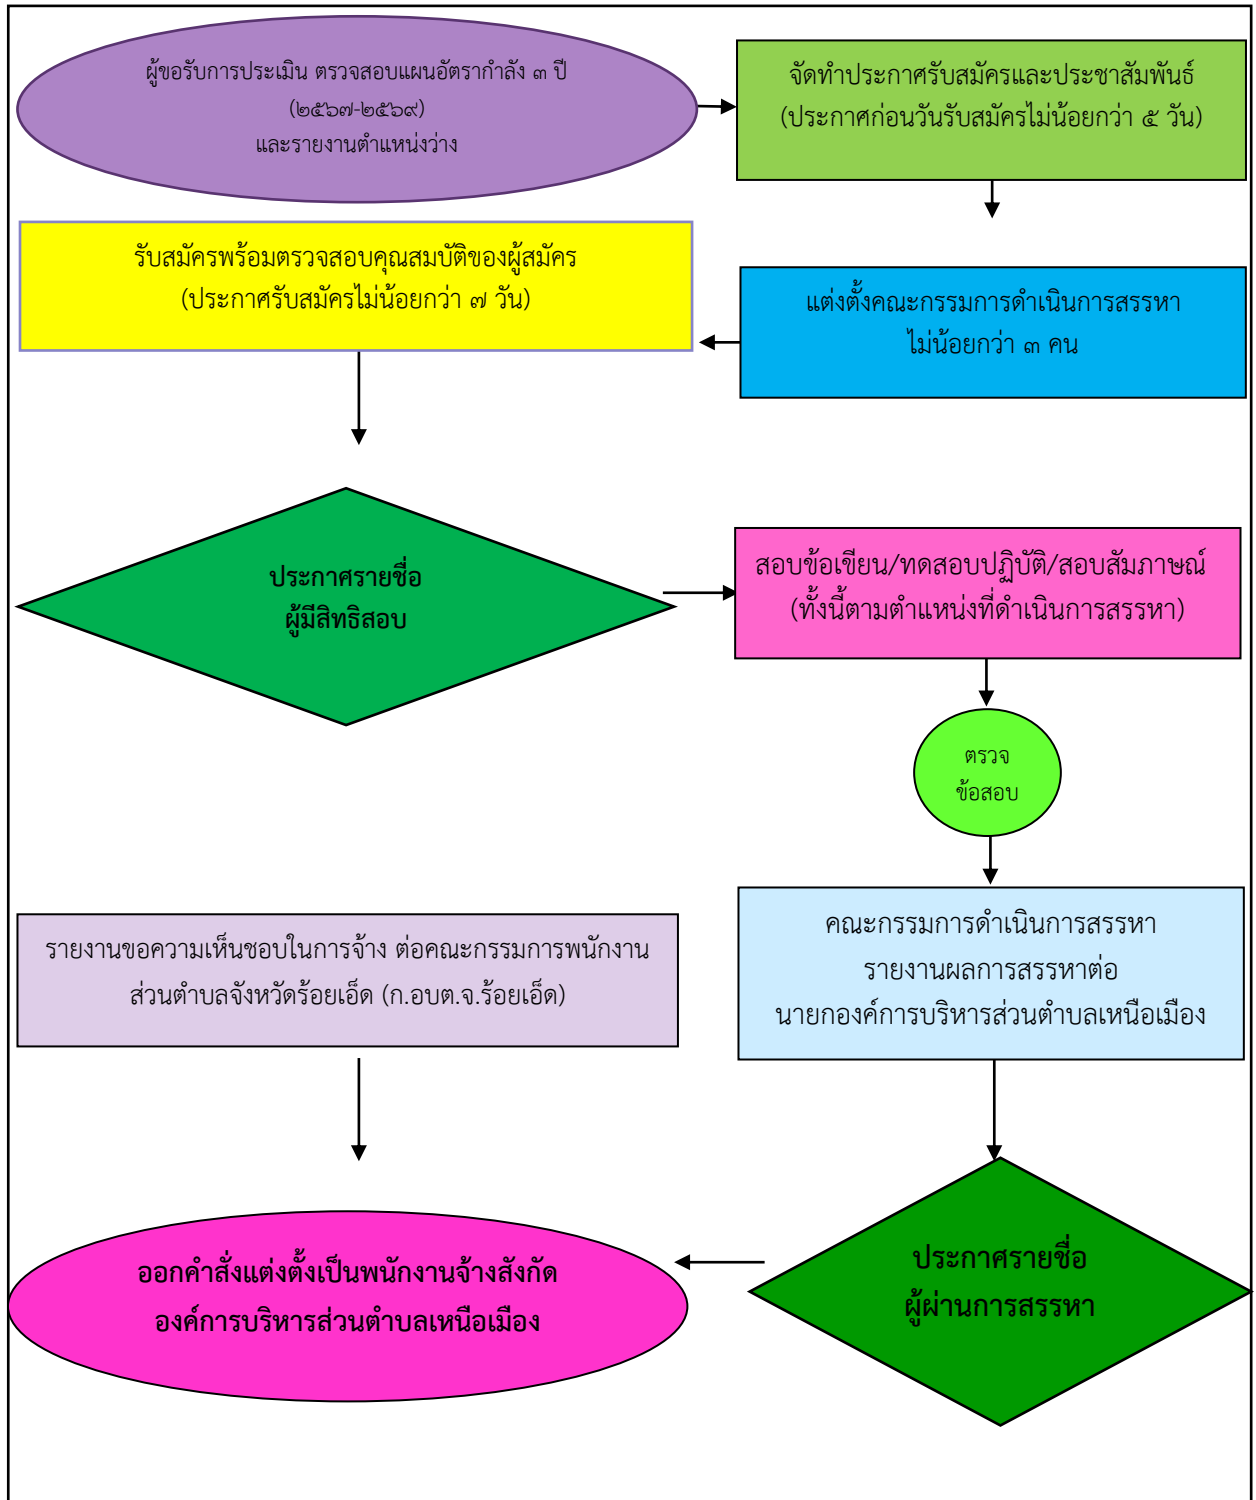 ผู้ขอรับการประเมิน ตรวจสอบแผนอัตรากำลัง ๓ ปี
(๒๕๖๗-๒๕๖๙)
และรายงานตำแหน่งว่าง
จัดทำประกาศรับสมัครและประชาสัมพันธ์
(ประกาศก่อนวันรับสมัครไม่น้อยกว่า ๕ วัน)
แต่งตั้งคณะกรรมการดำเนินการสรรหา
ไม่น้อยกว่า ๓ คน
รับสมัครพร้อมตรวจสอบคุณสมบัติของผู้สมัคร
(ประกาศรับสมัครไม่น้อยกว่า ๗ วัน)
ประกาศรายชื่อ
ผู้มีสิทธิสอบ
สอบข้อเขียน/ทดสอบปฏิบัติ/สอบสัมภาษณ์
(ทั้งนี้ตามตำแหน่งที่ดำเนินการสรรหา)
ตรวจ
ข้อสอบ
คณะกรรมการดำเนินการสรรหา
รายงานผลการสรรหาต่อ
นายกองค์การบริหารส่วนตำบลเหนือเมือง
รายงานขอความเห็นชอบในการจ้าง ต่อคณะกรรมการพนักงาน
ส่วนตำบลจังหวัดร้อยเอ็ด (ก.อบต.จ.ร้อยเอ็ด)
ประกาศรายชื่อ
ผู้ผ่านการสรรหา
ออกคำสั่งแต่งตั้งเป็นพนักงานจ้างสังกัด
องค์การบริหารส่วนตำบลเหนือเมือง